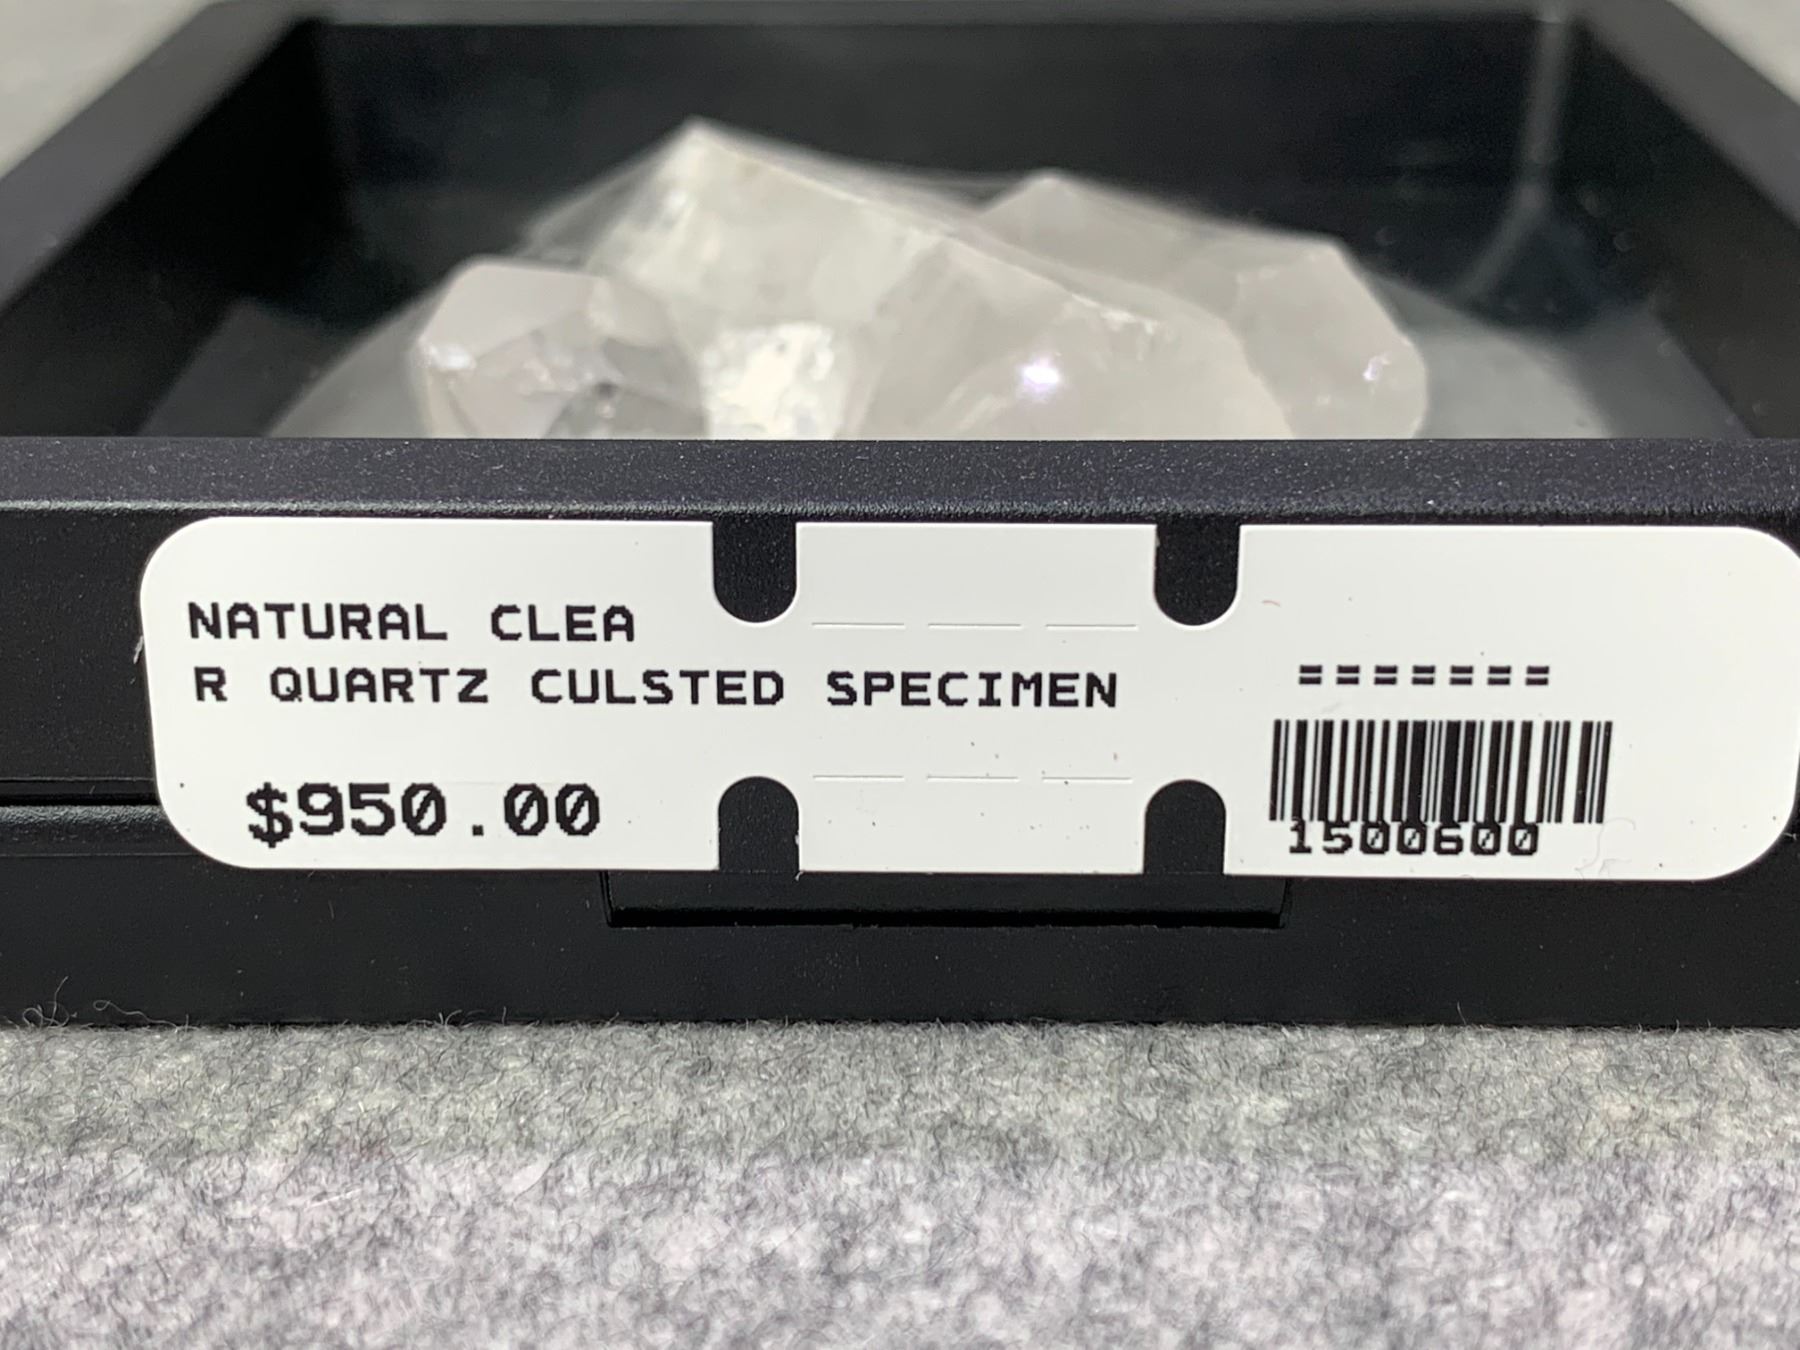 NATURAL CLEA
R QUARTZ CULSTED SPECIMEN
$950.00
=======
1500600